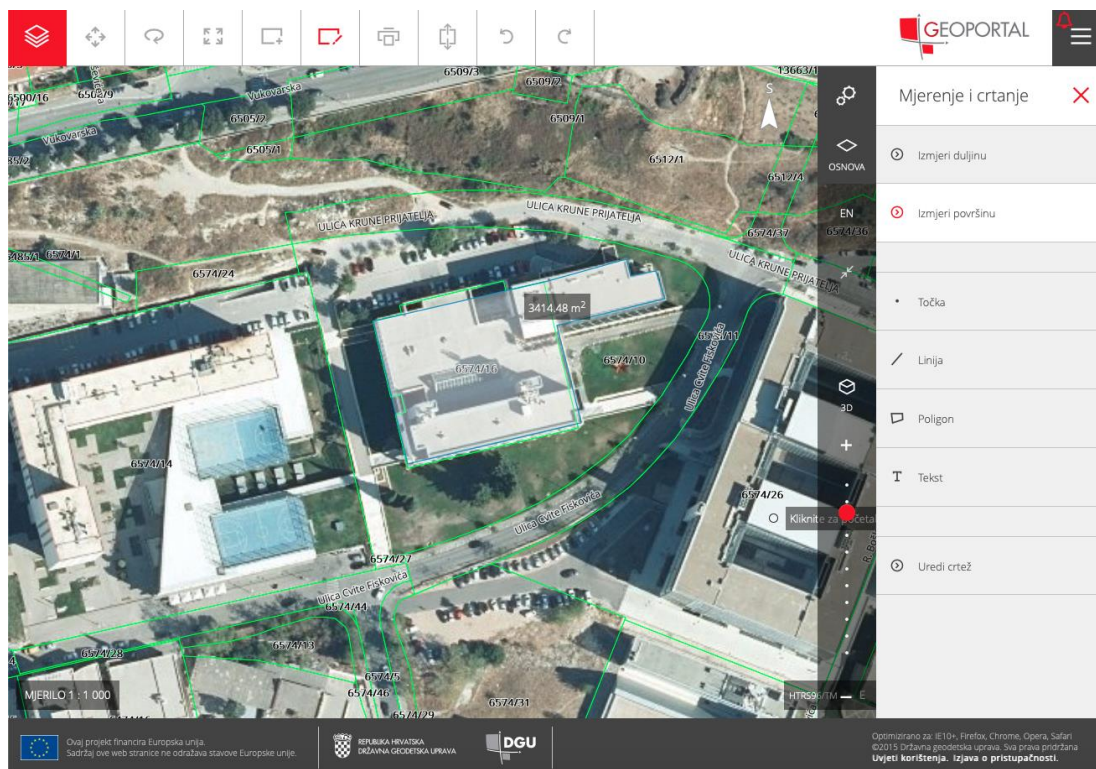 GEOPORTAL
Mjerenje i crtanje
Izmjeri duljinu
Izmjeri površinu
Točka
Linija
Poligon
Tekst
Uredi crtež
S
OSNOVA
EN
3D
13663/1
6509/3
6509/2
6509/1
6505/2
6505/1
Vukovarska
Vukovarska
6512/1
6512/4
ULICA KRUNE PRIJATELJA
ULICA KRUNE PRIJATELJA
ULICA KRUNE PRIJATELJA
6574/37
6574/36
6574/1
6574/24
3414.48 m²
6574/11
6574/10
6574/16
Ulica Cvite Fiskovića
6574/14
6574/26
Kliknite za početak
Ulica Cvite Fiskovića
6574/27
Ulica Cvite Fiskovića
6574/44
6574/13
6574/28
6574/5
6574/46
6574/31
6574/29
MJERILO 1 : 1 000
HTRS96/TM
E
Ovaj projekt financira Europska unija.
Sadržaj ove web stranice ne odražava stavove Europske unije.
REPUBLIKA HRVATSKA
DRŽAVNA GEODETSKA UPRAVA
DGU
Optimizirano za: IE10+, Firefox, Chrome, Opera, Safari
©2015 Državna geodetska uprava. Sva prava pridržana
Uvjeti korištenja. Izjava o pristupačnosti.